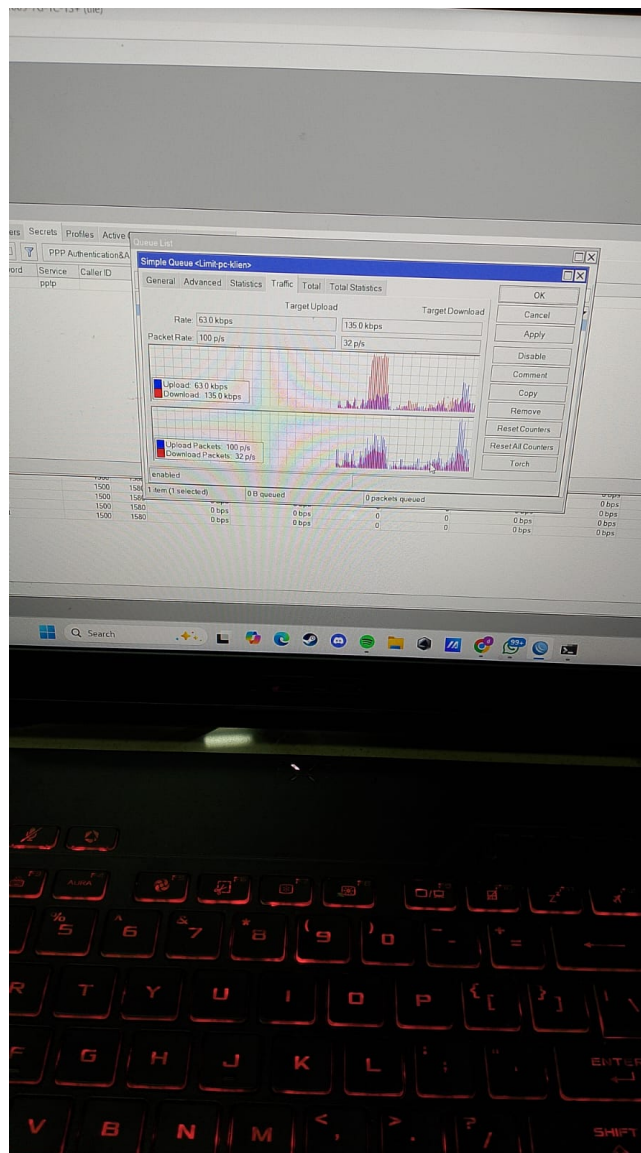 Secrets Profiles Active
Queue List
PPP Authentication&A
Service Caller ID
pptp
Simple Queue <Limit-pc-klien>
General Advanced Statistics Traffic Total Total Statistics
OK
Cancel
Apply
Disable
Comment
Copy
Remove
Reset Counters
Reset All Counters
Torch
Target Upload Target Download
Rate: 63.0 kbps 135.0 kbps
Packet Rate: 100 p/s 32 p/s
Upload: 63.0 kbps
Download: 135.0 kbps
Upload Packets: 100 p/s
Download Packets: 32 p/s
enabled
1 item (1 selected) 0 B queued 0 packets queued
1500 1580 0 bps 0 bps 0 0 0 bps 0 bps
1500 1580 0 bps 0 bps 0 0 0 bps 0 bps
Search
99+
AURA
% 5 ^ 6 & 7 * 8 ( 9 ) 0 _ - + =
R T Y U I O P { [ } ] \
G H J K L : ; " ' ENTER
V B N M < , > . ? / SHIFT